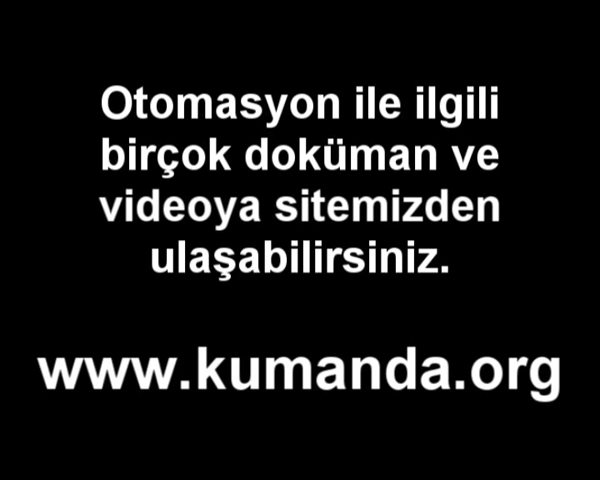 Otomasyon ile ilgili
birçok doküman ve
videoya sitemizden
ulaşabilirsiniz.
www.kumanda.org